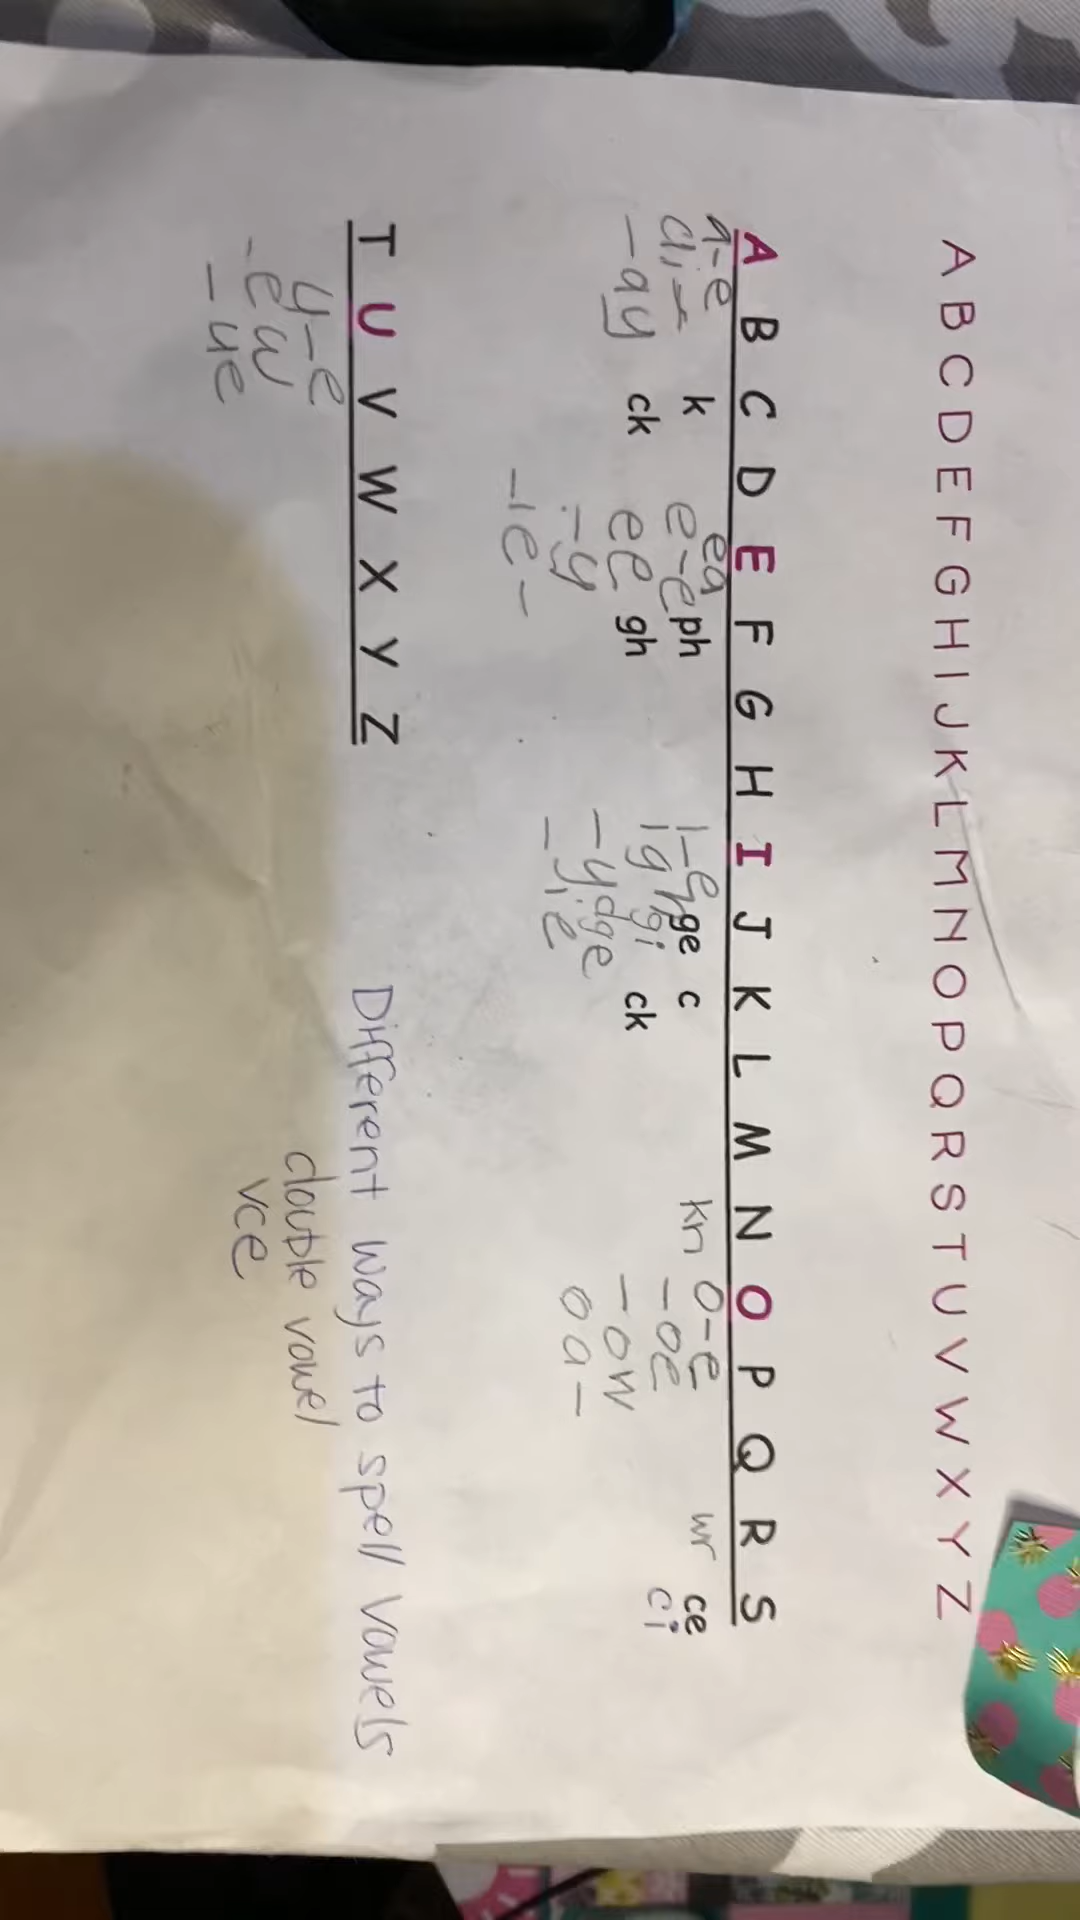 A B C D E F G H I J K L M N O P Q R S T U V W X Y Z
A B C D E F G H I J K L M N O P Q R S
a-e k ea ge c kn o-e wr ce
ai- ck e-e ph igh gi ck -oe ci
-ay ee gh -y dge -ow
-y -ie oa-
-ie-
T U V W X Y Z
u-e
-ew
-ue
Different ways to spell vowels
double vowel
vce